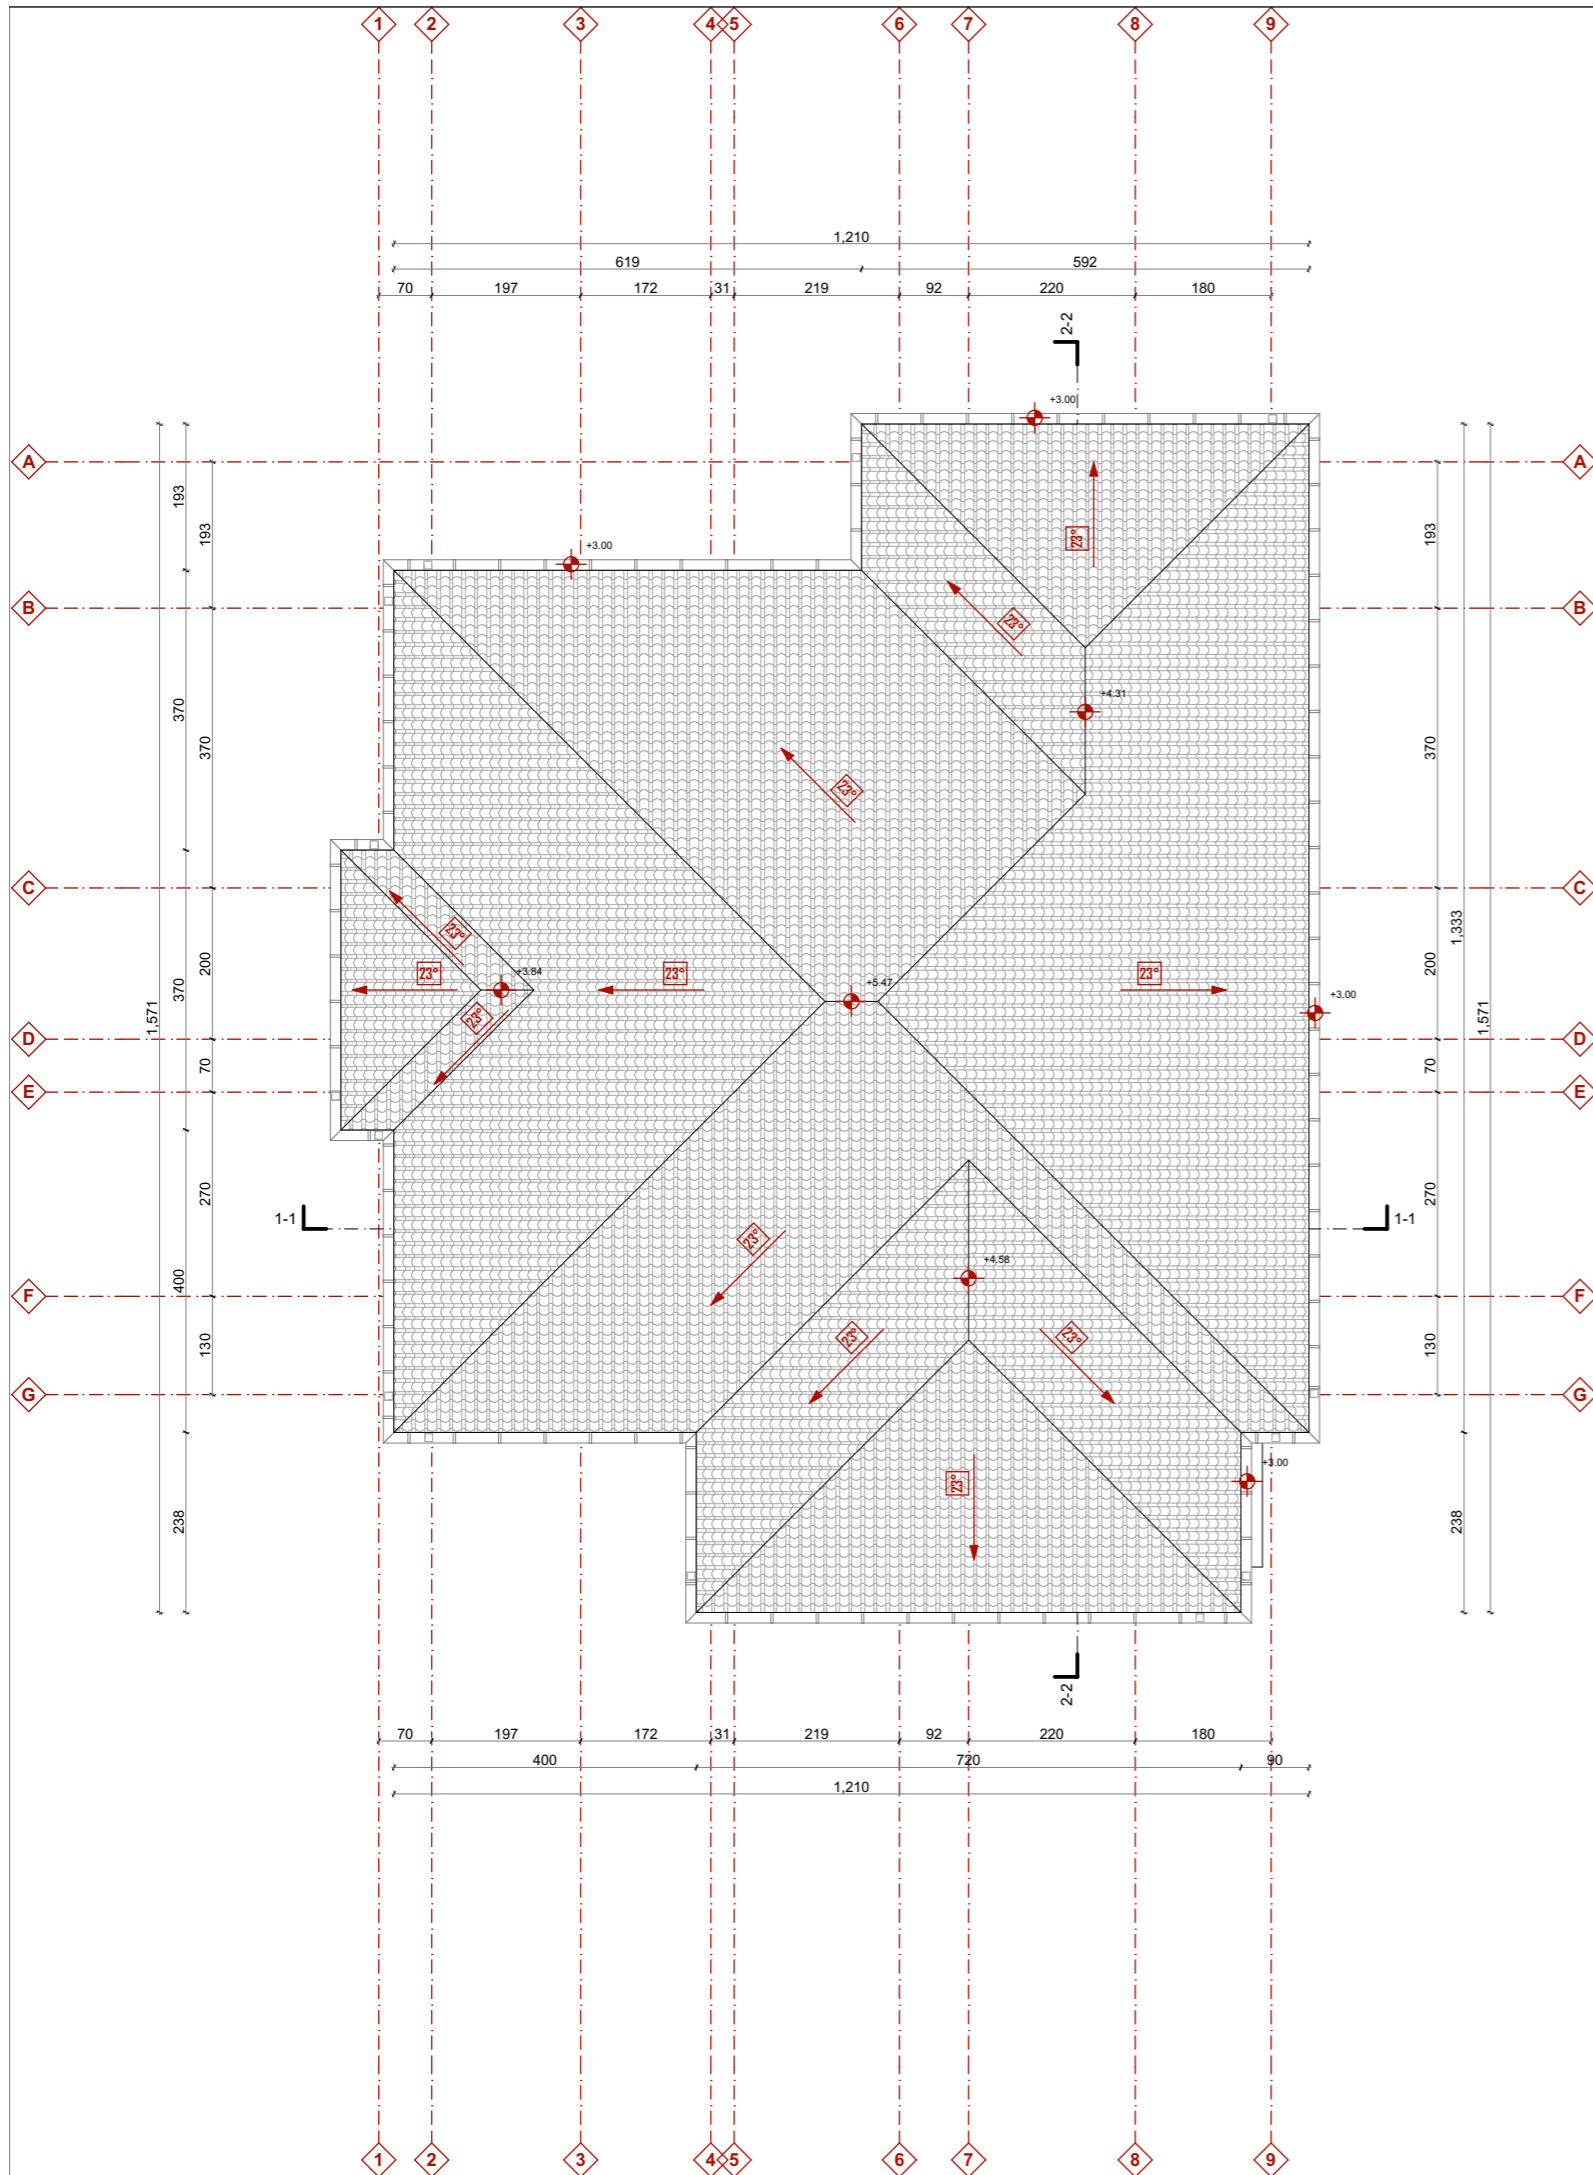 1 2 3 4 5 6 7 8 9
1,210
619 592
70 197 172 31 219 92 220 180
2-2
+3.00
A A
193 193 193
23°
+3.00
B B
23°
370 370 370
+4.31
23°
C C
23°
1,333
200 370 200
23° +3.84 23° 23°
+5.47
1,571 +3.00 1,571
23°
D D
70 70
E E
270 270
1-1 1-1
23°
400
+4.58
F F
23° 23°
130 130
G G
+3.00
23°
238 238
2-2
70 197 172 31 219 92 220 180
400 720 90
1,210
1 2 3 4 5 6 7 8 9